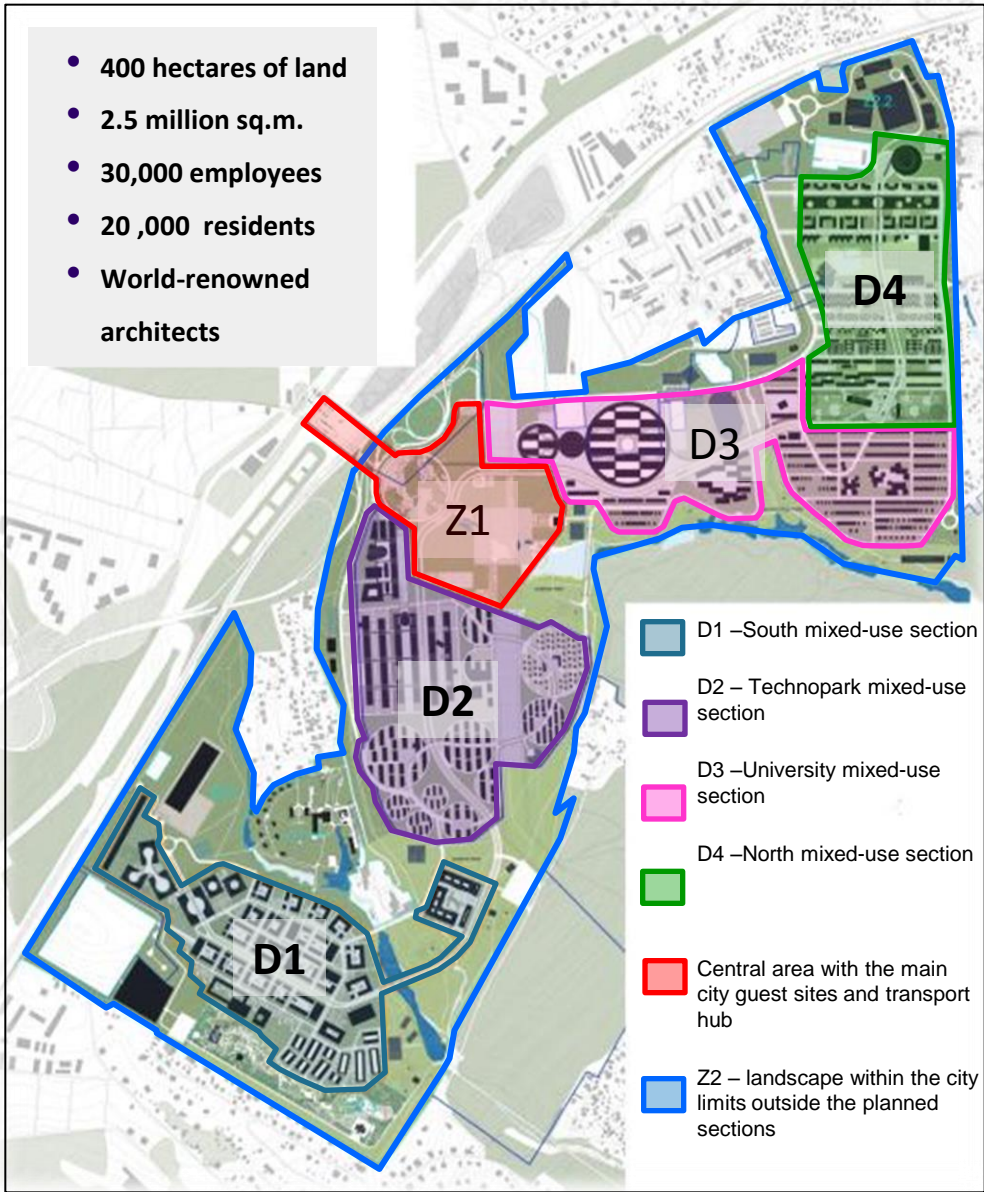 • 400 hectares of land
• 2.5 million sq.m.
• 30,000 employees
• 20 ,000  residents
• World-renowned
architects
D4
D3
Z1
D2
D1
D1 –South mixed-use section
D2 – Technopark mixed-use
section
D3 –University mixed-use
section
D4 –North mixed-use section
Central area with the main
city guest sites and transport
hub
Z2 – landscape within the city
limits outside the planned
sections